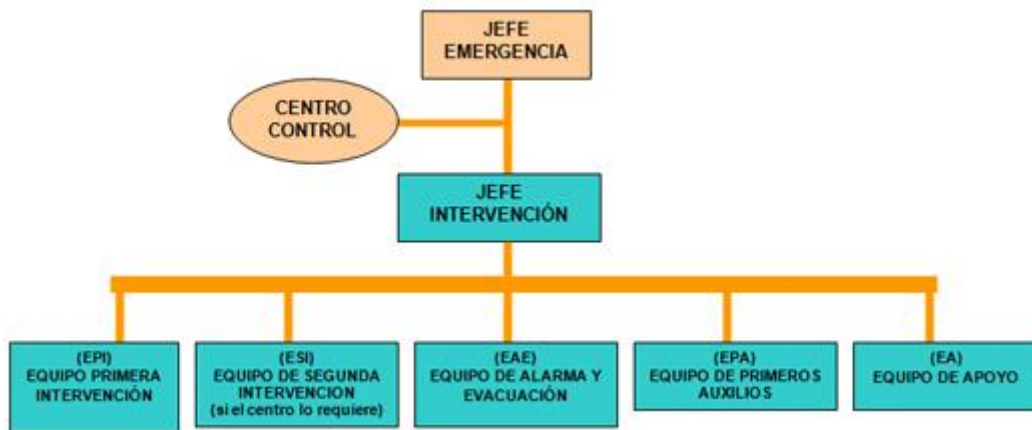 JEFE
EMERGENCIA
CENTRO
CONTROL
JEFE
INTERVENCIÓN
(EPI)
EQUIPO PRIMERA
INTERVENCIÓN
(ESI)
EQUIPO DE SEGUNDA
INTERVENCION
(si el centro lo requiere)
(EAE)
EQUIPO DE ALARMA Y
EVACUACIÓN
(EPA)
EQUIPO DE PRIMEROS
AUXILIOS
(EA)
EQUIPO DE APOYO